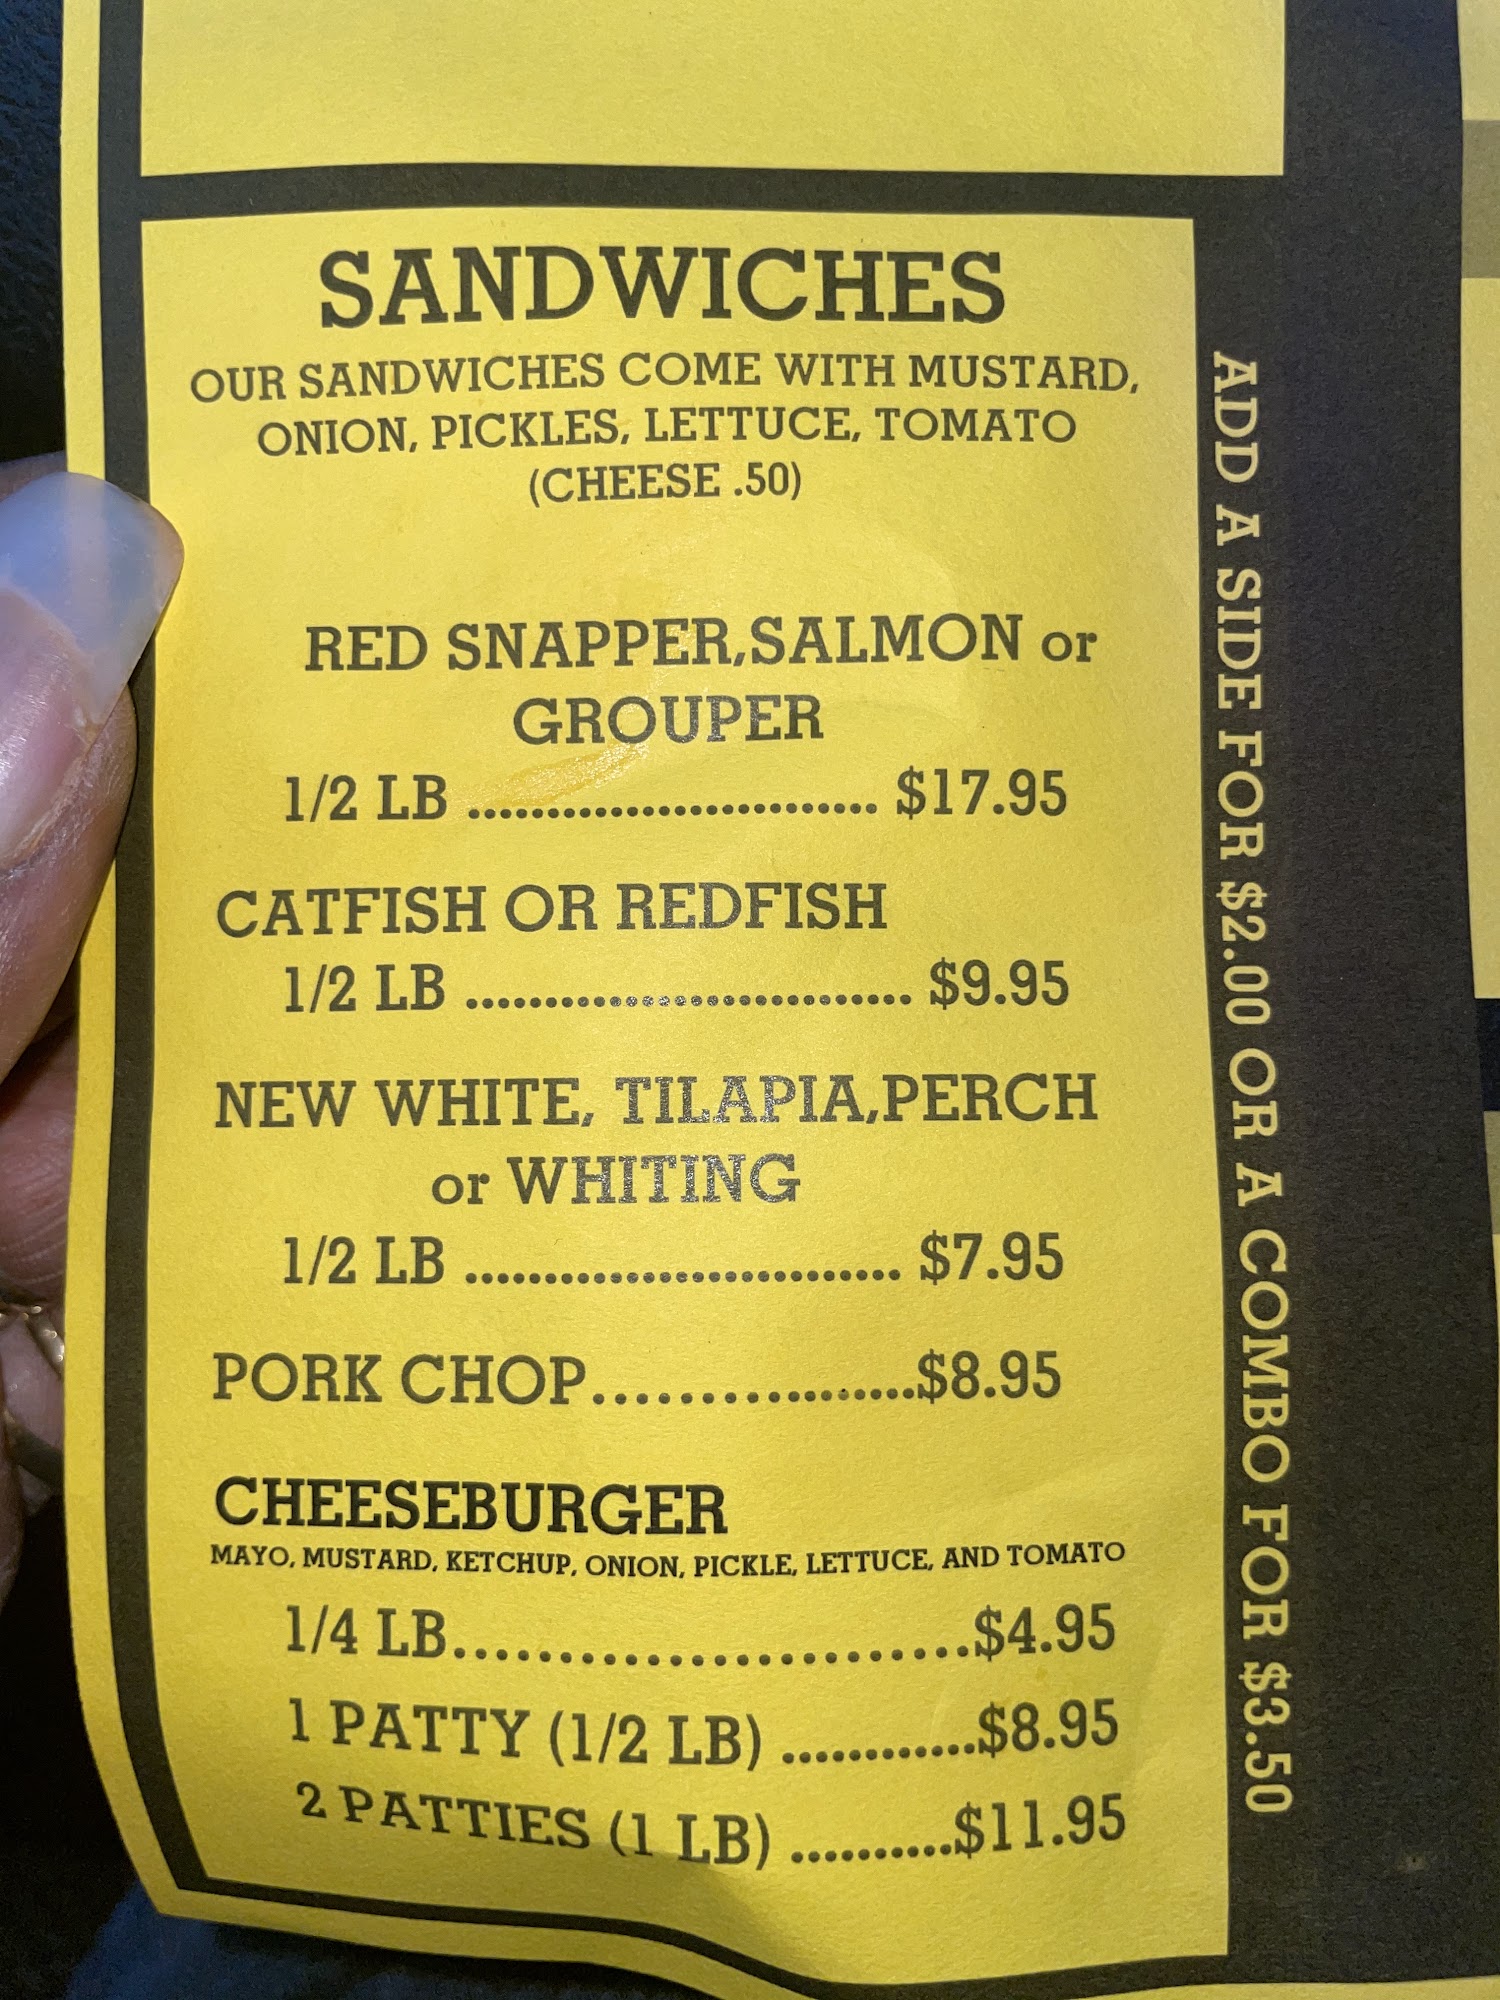 SANDWICHES
OUR SANDWICHES COME WITH MUSTARD,
ONION, PICKLES, LETTUCE, TOMATO
(CHEESE .50)
RED SNAPPER,SALMON or
GROUPER
1/2 LB .......................... $17.95
CATFISH OR REDFISH
1/2 LB ............................ $9.95
NEW WHITE, TILAPIA,PERCH
or WHITING
1/2 LB ............................ $7.95
PORK CHOP...................$8.95
CHEESEBURGER
MAYO, MUSTARD, KETCHUP, ONION, PICKLE, LETTUCE, AND TOMATO
1/4 LB........................$4.95
1 PATTY (1/2 LB) ............$8.95
2 PATTIES (1 LB) ..........$11.95
ADD A SIDE FOR $2.00 OR A COMBO FOR $3.50